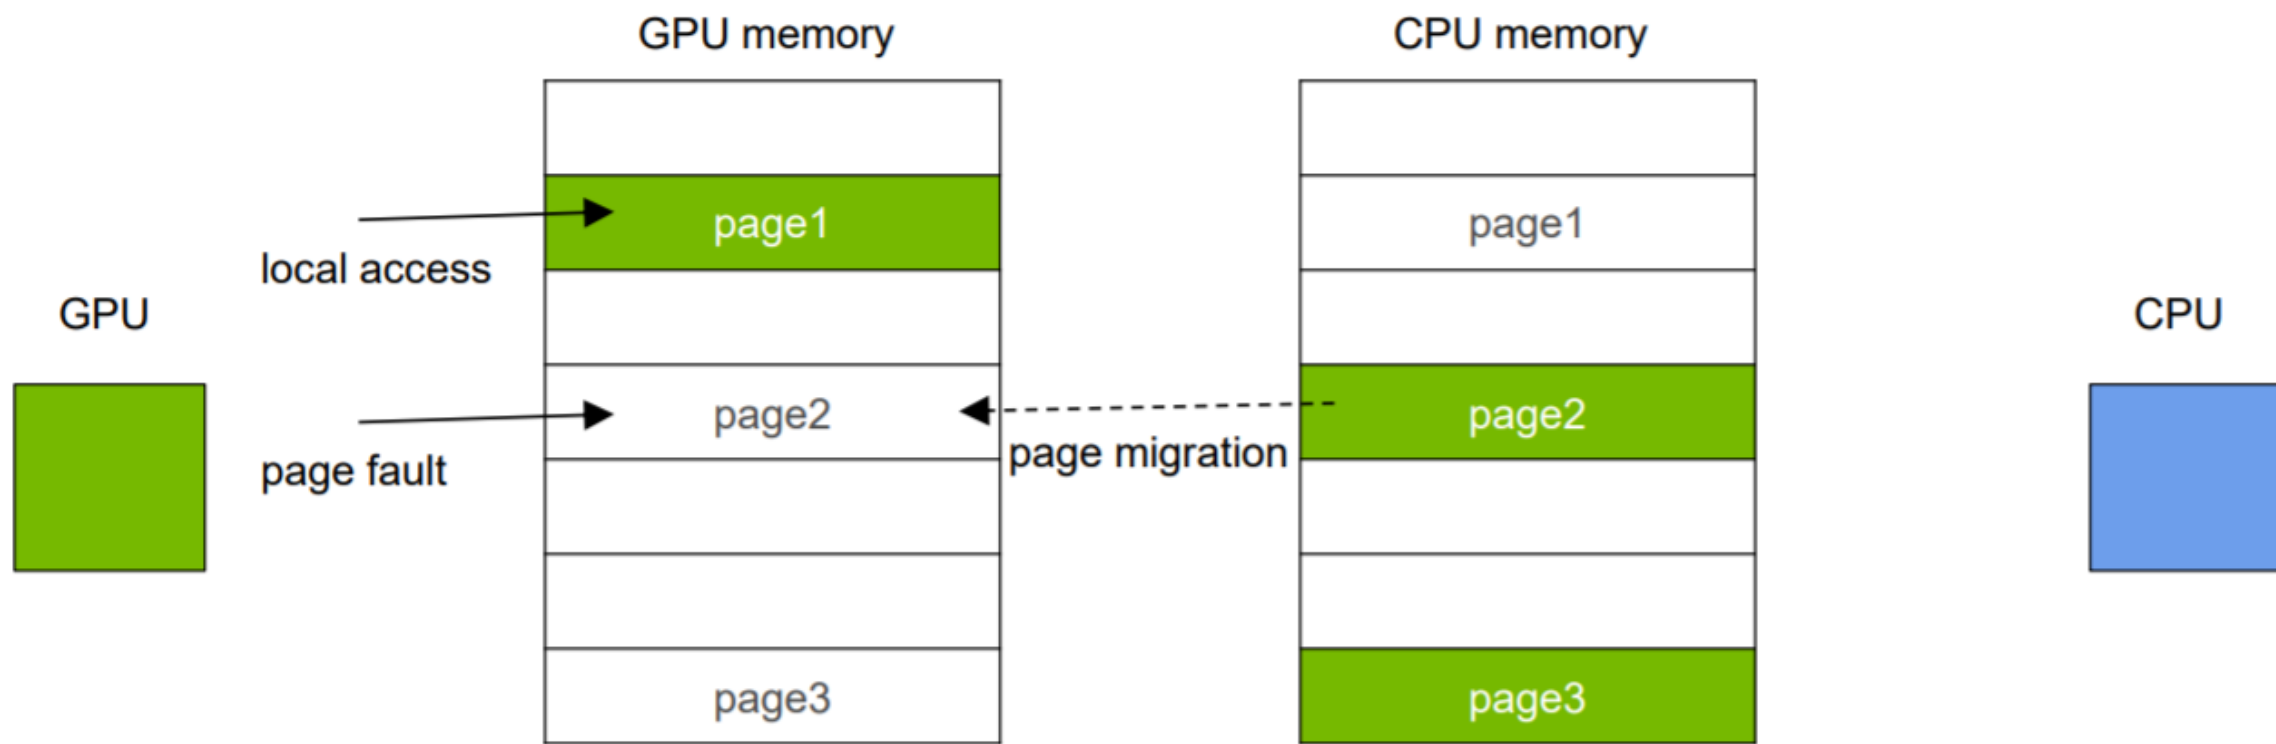 GPU memory
CPU memory
page1
page1
local access
GPU
CPU
page2
page2
page migration
page fault
page3
page3